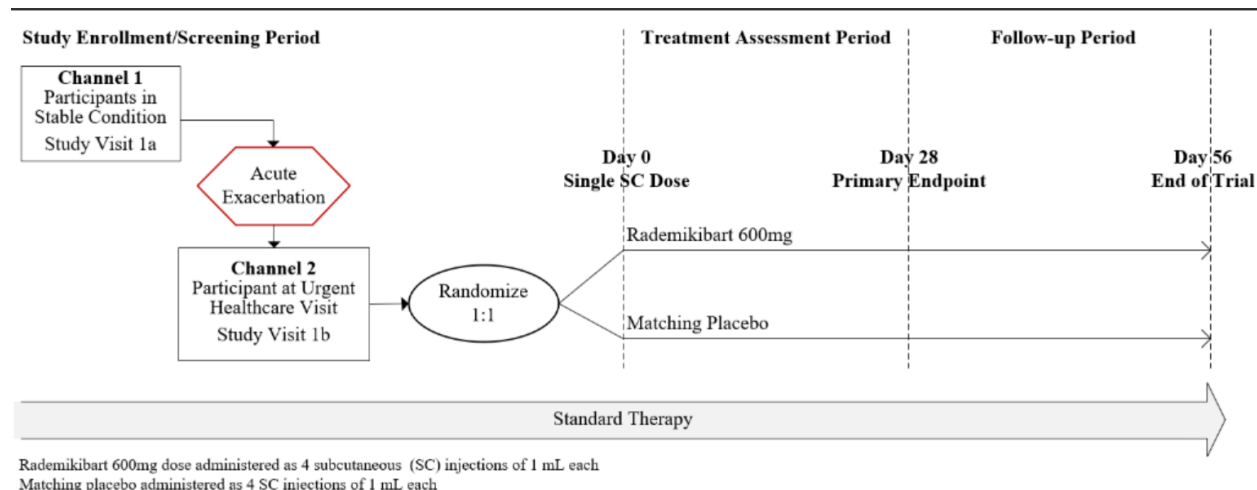 Study Enrollment/Screening Period
Treatment Assessment Period
Follow-up Period
Channel 1
Participants in
Stable Condition
Study Visit 1a
Acute
Exacerbation
Channel 2
Participant at Urgent
Healthcare Visit
Study Visit 1b
Randomize
1:1
Day 0
Single SC Dose
Day 28
Primary Endpoint
Day 56
End of Trial
Rademikibart 600mg
Matching Placebo
Standard Therapy
Rademikibart 600mg dose administered as 4 subcutaneous (SC) injections of 1 mL each
Matching placebo administered as 4 SC injections of 1 mL each